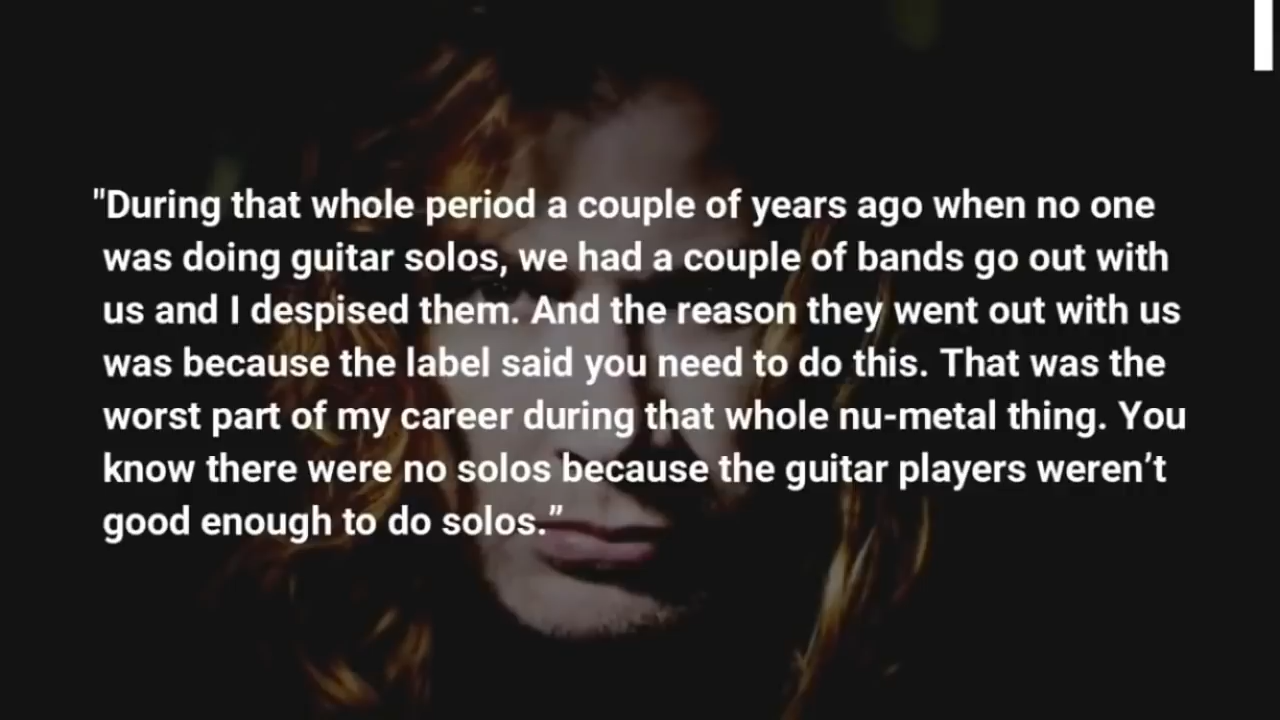 "During that whole period a couple of years ago when no one
was doing guitar solos, we had a couple of bands go out with
us and I despised them. And the reason they went out with us
was because the label said you need to do this. That was the
worst part of my career during that whole nu-metal thing. You
know there were no solos because the guitar players weren’t
good enough to do solos.”